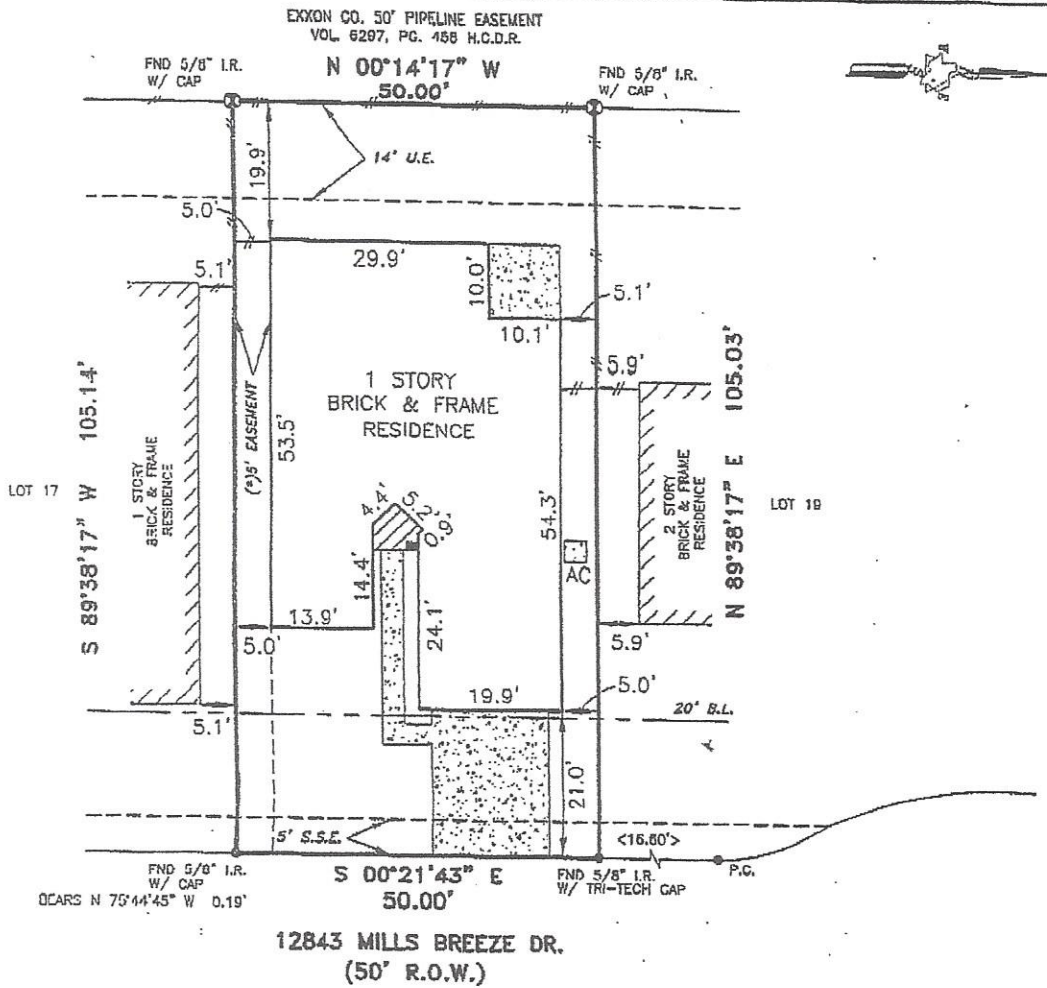 EXXON CO. 50' PIPELINE EASEMENT
VOL. 6297, PG. 458 H.C.D.R.
FND 5/8" I.R.
W/ CAP
N 00°14'17" W
50.00'
FND 5/8" I.R.
W/ CAP
14' U.E.
19.9'
5.0'
29.9'
5.1'
10.0'
5.1'
10.1'
5.9'
1 STORY
BRICK & FRAME
RESIDENCE
S 89°38'17" W 105.14'
LOT 17
1 STORY
BRICK & FRAME
RESIDENCE
(*)5' EASEMENT
53.5'
4.4'
5.2'
0.9'
54.3'
AC
2 STORY
BRICK & FRAME
RESIDENCE
N 89°38'17" E 105.03'
LOT 19
14.4'
13.9'
24.1'
5.0'
5.9'
19.9'
5.0'
20' B.L.
5.1'
21.0'
5' S.S.E.
<16.60'>
P.C.
FND 5/8" I.R.
W/ CAP
BEARS N 75°44'45" W 0.19'
S 00°21'43" E
50.00'
FND 5/8" I.R.
W/ TRI-TECH CAP
12843 MILLS BREEZE DR.
(50' R.O.W.)